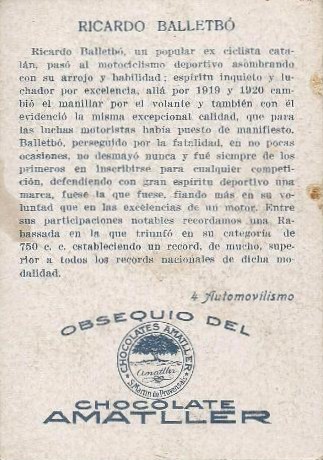 RICARDO BALLETBÓ
Ricardo Balletbó, un popular ex ciclista cata-
lán, pasó al motociclismo deportivo asombrando
con su arrojo y habilidad; espíritu inquieto y lu-
chador por excelencia, allá por 1919 y 1920 cam-
bió el manillar por el volante y también con él
evidenció la misma excepcional calidad, que para
las luchas motoristas había puesto de manifiesto.
Balletbó, perseguido por la fatalidad, en no pocas
ocasiones, no desmayó nunca y fué siempre de los
primeros en inscribirse para cualquier competi-
ción, defendiendo con gran espíritu deportivo una
marca, fuese la que fuese, fiando más en su vo-
luntad que en las excelencias de un motor. Entre
sus participaciones notables recordamos una Ra-
bassada en la que triunfó en su categoría de
750 c. c. estableciendo un record, de mucho, supe-
rior a todos los records nacionales de dicha mo-
dalidad.
4 Automovilismo
OBSEQUIO DEL
CHOCOLATES AMATLLER
Amatller
S. Martín de Provensals
CHOCOLATE
AMATLLER